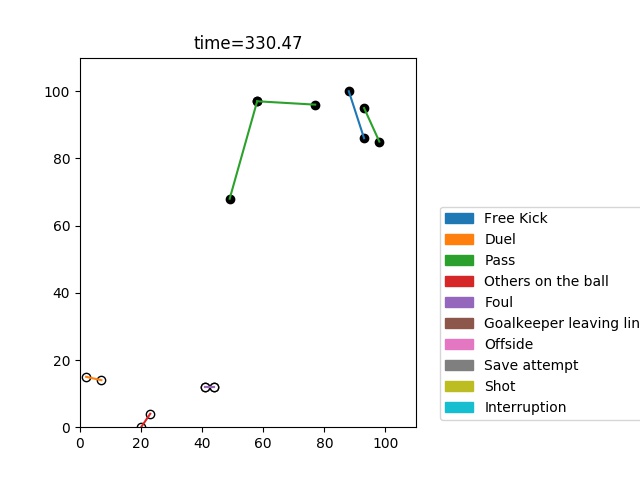 time=330.47
100
80
60
40
20
0
0 20 40 60 80 100
Free Kick
Duel
Pass
Others on the ball
Foul
Goalkeeper leaving lin
Offside
Save attempt
Shot
Interruption